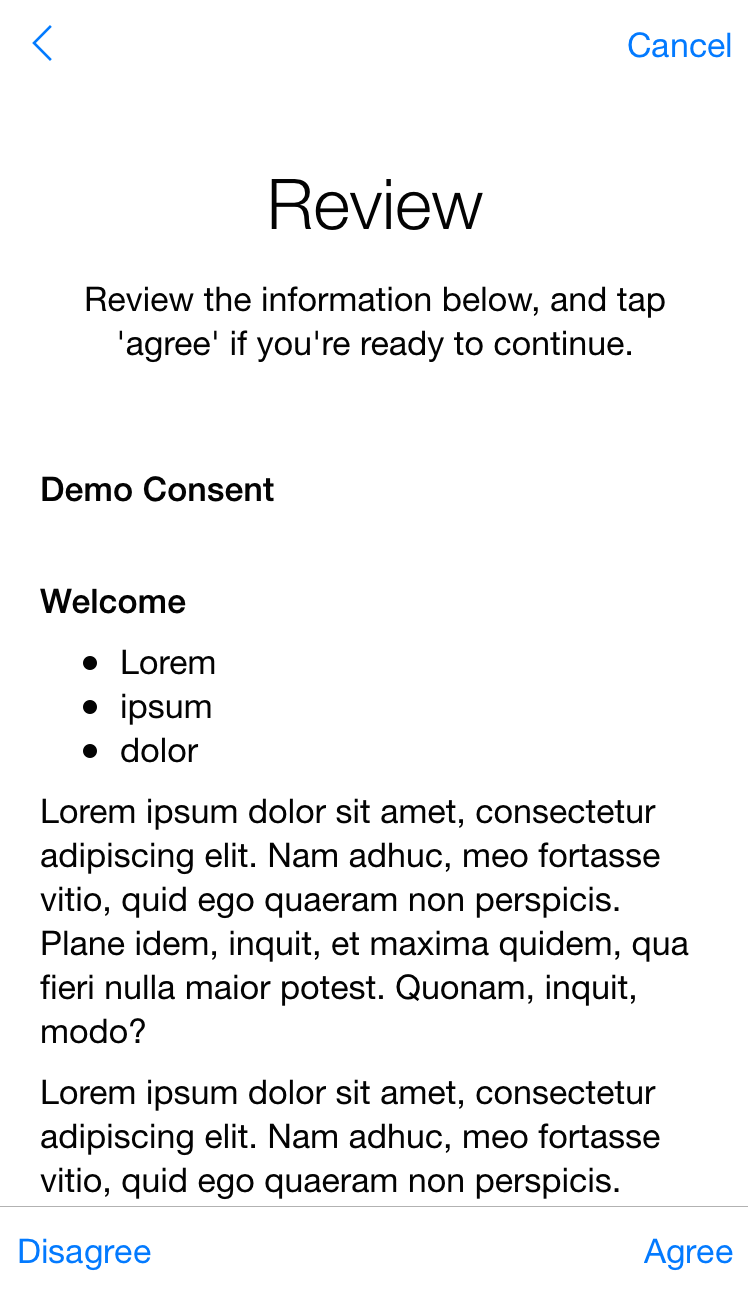 Cancel
Review
Review the information below, and tap
'agree' if you're ready to continue.
Demo Consent
Welcome
• Lorem
• ipsum
• dolor
Lorem ipsum dolor sit amet, consectetur
adipiscing elit. Nam adhuc, meo fortasse
vitio, quid ego quaeram non perspicis.
Plane idem, inquit, et maxima quidem, qua
fieri nulla maior potest. Quonam, inquit,
modo?
Lorem ipsum dolor sit amet, consectetur
adipiscing elit. Nam adhuc, meo fortasse
vitio, quid ego quaeram non perspicis.
Disagree
Agree